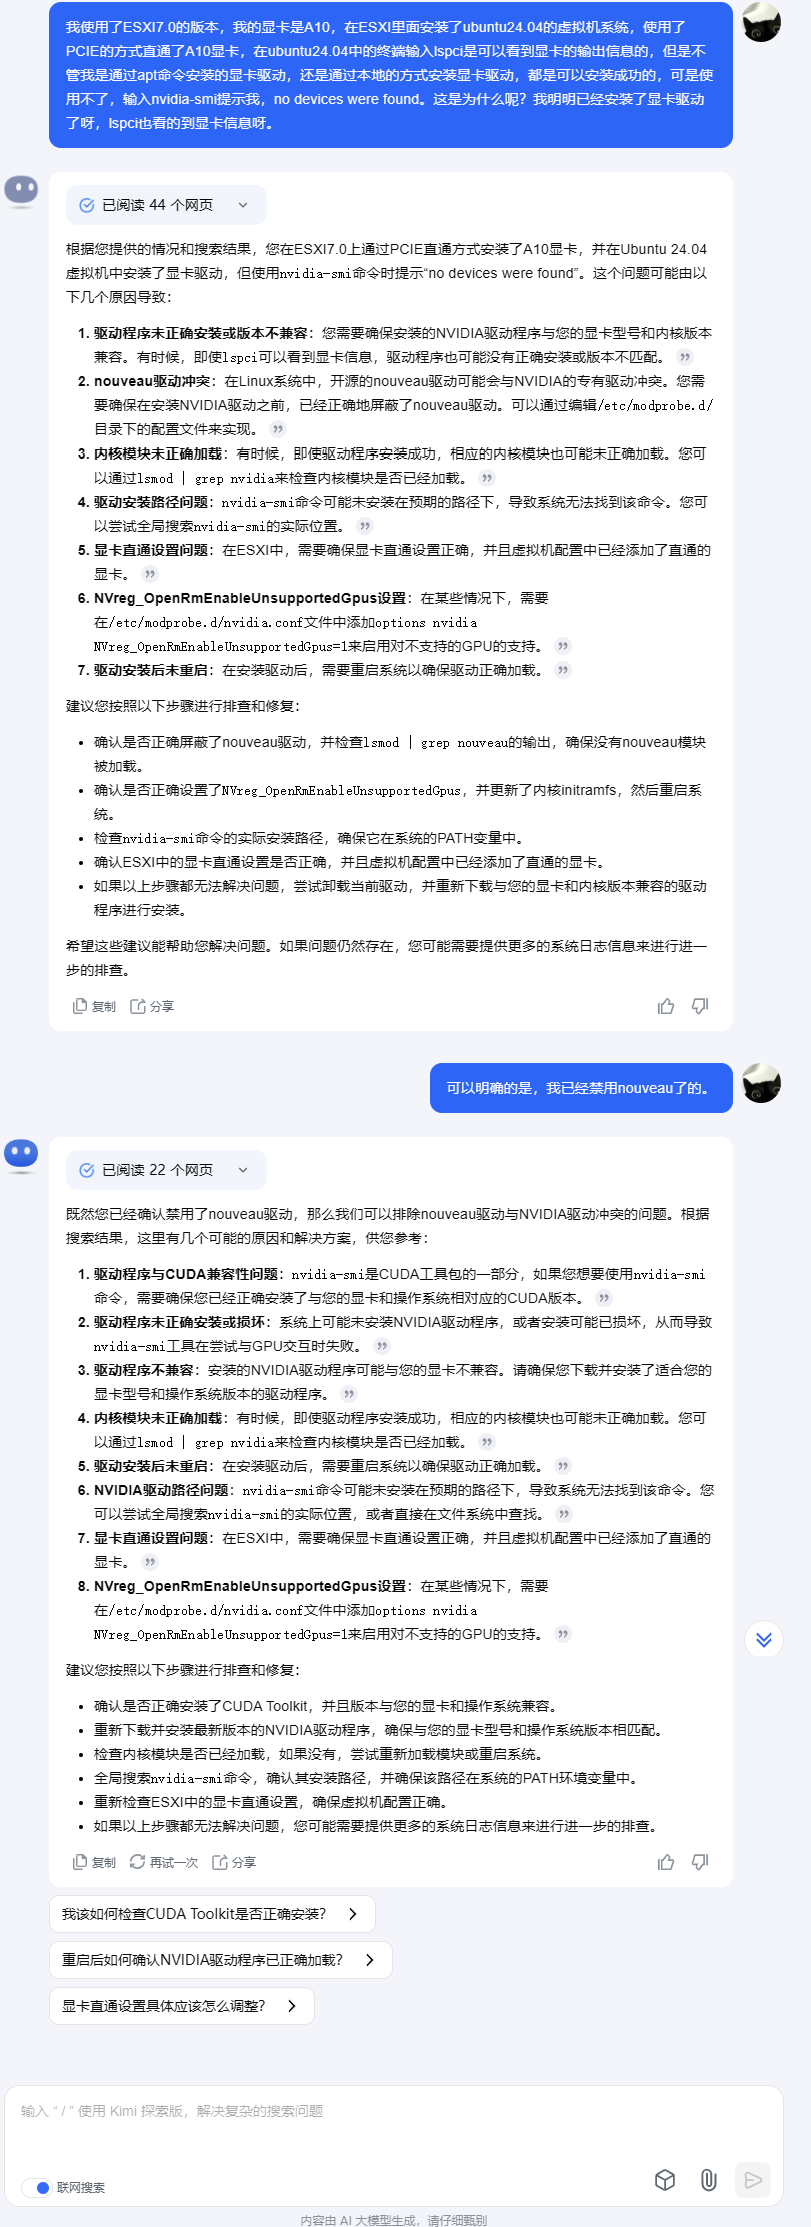 我使用了ESXI7.0的版本，我的显卡是A10，在ESXI里面安装了ubuntu24.04的虚拟机系统，使用了
PCIE的方式直通了A10显卡，在ubuntu24.04中的终端输入lspci是可以看到显卡的输出信息的，但是不
管我是通过apt命令安装的显卡驱动，还是通过本地的方式安装显卡驱动，都是可以安装成功的，可是使
用不了，输入nvidia-smi提示我，no devices were found。这是为什么呢？我明明已经安装了显卡驱动
了呀，lspci也看的到显卡信息呀。
已阅读 44 个网页
根据您提供的情况和搜索结果，您在ESXI7.0上通过PCIE直通方式安装了A10显卡，并在Ubuntu 24.04
虚拟机中安装了显卡驱动，但使用nvidia-smi命令时提示“no devices were found”。这个问题可能由以
下几个原因导致：
1. 驱动程序未正确安装或版本不兼容：您需要确保安装的NVIDIA驱动程序与您的显卡型号和内核版本
兼容。有时候，即使lspci可以看到显卡信息，驱动程序也可能没有正确安装或版本不匹配。
2. nouveau驱动冲突：在Linux系统中，开源的nouveau驱动可能会与NVIDIA的专有驱动冲突。您需
要确保在安装NVIDIA驱动之前，已经正确地屏蔽了nouveau驱动。可以通过编辑/etc/modprobe.d/
目录下的配置文件来实现。
3. 内核模块未正确加载：有时候，即使驱动程序安装成功，相应的内核模块也可能未正确加载。您可
以通过lsmod | grep nvidia来检查内核模块是否已经加载。
4. 驱动安装路径问题：nvidia-smi命令可能未安装在预期的路径下，导致系统无法找到该命令。您可
以尝试全局搜索nvidia-smi的实际位置。
5. 显卡直通设置问题：在ESXI中，需要确保显卡直通设置正确，并且虚拟机配置中已经添加了直通的
显卡。
6. NVreg_OpenRmEnableUnsupportedGpus设置：在某些情况下，需要
在/etc/modprobe.d/nvidia.conf文件中添加options nvidia
NVreg_OpenRmEnableUnsupportedGpus=1来启用对不支持的GPU的支持。
7. 驱动安装后未重启：在安装驱动后，需要重启系统以确保驱动正确加载。
建议您按照以下步骤进行排查和修复：
• 确认是否正确屏蔽了nouveau驱动，并检查lsmod | grep nouveau的输出，确保没有nouveau模块
被加载。
• 确认是否正确设置了NVreg_OpenRmEnableUnsupportedGpus，并更新了内核initramfs，然后重启系
统。
• 检查nvidia-smi命令的实际安装路径，确保它在系统的PATH变量中。
• 确认ESXI中的显卡直通设置是否正确，并且虚拟机配置中已经添加了直通的显卡。
• 如果以上步骤都无法解决问题，尝试卸载当前驱动，并重新下载与您的显卡和内核版本兼容的驱动
程序进行安装。
希望这些建议能帮助您解决问题。如果问题仍然存在，您可能需要提供更多的系统日志信息来进行进一
步的排查。
复制 分享
可以明确的是，我已经禁用nouveau了的。
已阅读 22 个网页
既然您已经确认禁用了nouveau驱动，那么我们可以排除nouveau驱动与NVIDIA驱动冲突的问题。根据
搜索结果，这里有几个可能的原因和解决方案，供您参考：
1. 驱动程序与CUDA兼容性问题：nvidia-smi是CUDA工具包的一部分，如果您想要使用nvidia-smi
命令，需要确保您已经正确安装了与您的显卡和操作系统相对应的CUDA版本。
2. 驱动程序未正确安装或损坏：系统上可能未安装NVIDIA驱动程序，或者安装可能已损坏，从而导致
nvidia-smi工具在尝试与GPU交互时失败。
3. 驱动程序不兼容：安装的NVIDIA驱动程序可能与您的显卡不兼容。请确保您下载并安装了适合您的
显卡型号和操作系统版本的驱动程序。
4. 内核模块未正确加载：有时候，即使驱动程序安装成功，相应的内核模块也可能未正确加载。您可
以通过lsmod | grep nvidia来检查内核模块是否已经加载。
5. 驱动安装后未重启：在安装驱动后，需要重启系统以确保驱动正确加载。
6. NVIDIA驱动路径问题：nvidia-smi命令可能未安装在预期的路径下，导致系统无法找到该命令。您
可以尝试全局搜索nvidia-smi的实际位置，或者直接在文件系统中查找。
7. 显卡直通设置问题：在ESXI中，需要确保显卡直通设置正确，并且虚拟机配置中已经添加了直通的
显卡。
8. NVreg_OpenRmEnableUnsupportedGpus设置：在某些情况下，需要
在/etc/modprobe.d/nvidia.conf文件中添加options nvidia
NVreg_OpenRmEnableUnsupportedGpus=1来启用对不支持的GPU的支持。
建议您按照以下步骤进行排查和修复：
• 确认是否正确安装了CUDA Toolkit，并且版本与您的显卡和操作系统兼容。
• 重新下载并安装最新版本的NVIDIA驱动程序，确保与您的显卡型号和操作系统版本相匹配。
• 检查内核模块是否已经加载，如果没有，尝试重新加载模块或重启系统。
• 全局搜索nvidia-smi命令，确认其安装路径，并确保该路径在系统的PATH环境变量中。
• 重新检查ESXI中的显卡直通设置，确保虚拟机配置正确。
• 如果以上步骤都无法解决问题，您可能需要提供更多的系统日志信息来进行进一步的排查。
复制 再试一次 分享
我该如何检查CUDA Toolkit是否正确安装？
重启后如何确认NVIDIA驱动程序已正确加载？
显卡直通设置具体应该怎么调整？
输入 “ / ” 使用 Kimi 探索版，解决复杂的搜索问题
联网搜索
内容由 AI 大模型生成，请仔细甄别